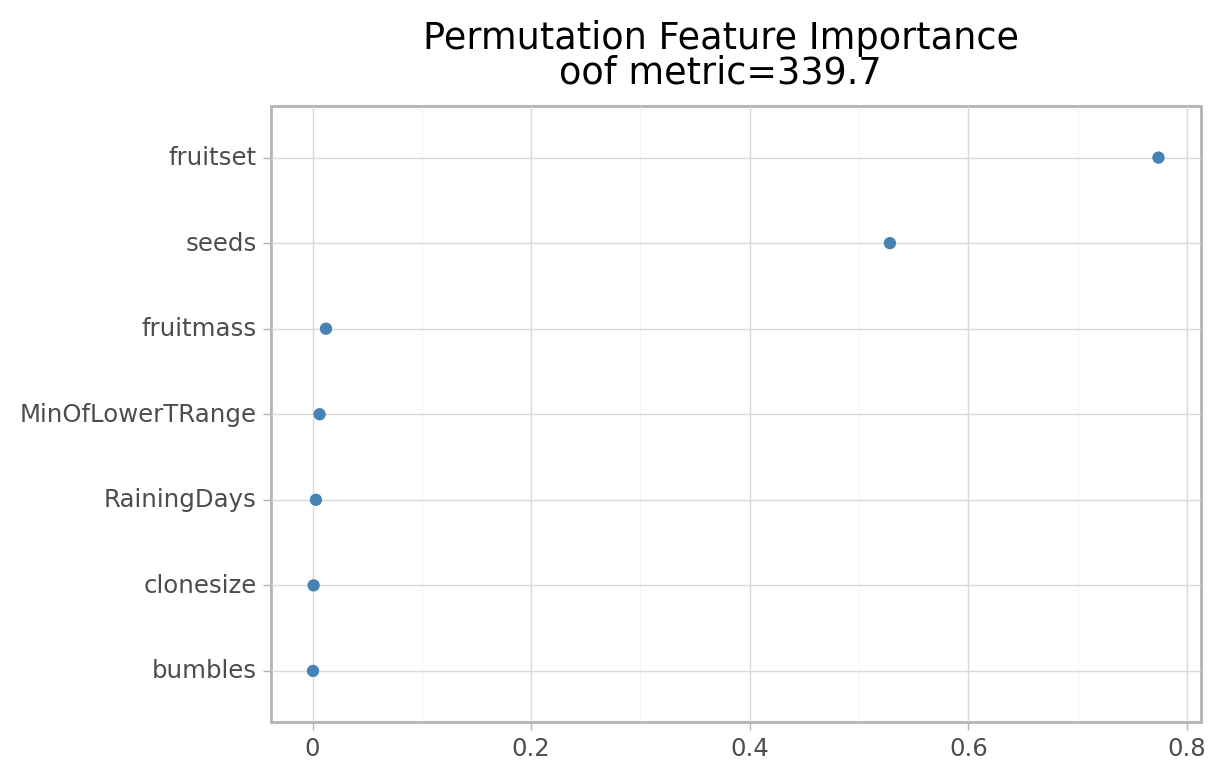 Permutation Feature Importance
oof metric=339.7
fruitset
seeds
fruitmass
MinOfLowerTRange
RainingDays
clonesize
bumbles
0 0.2 0.4 0.6 0.8